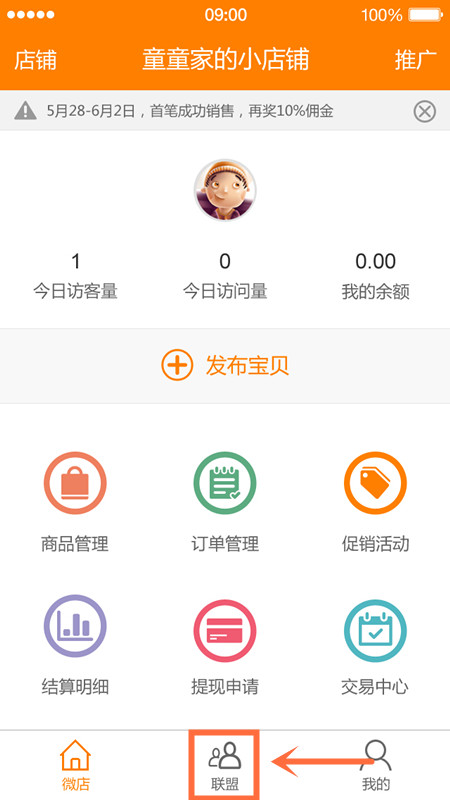 09:00
100%
店铺
童童家的小店铺
推广
5月28-6月2日，首笔成功销售，再奖10%佣金
1
0
0.00
今日访客量
今日访问量
我的余额
发布宝贝
商品管理
订单管理
促销活动
结算明细
提现申请
交易中心
微店
联盟
我的